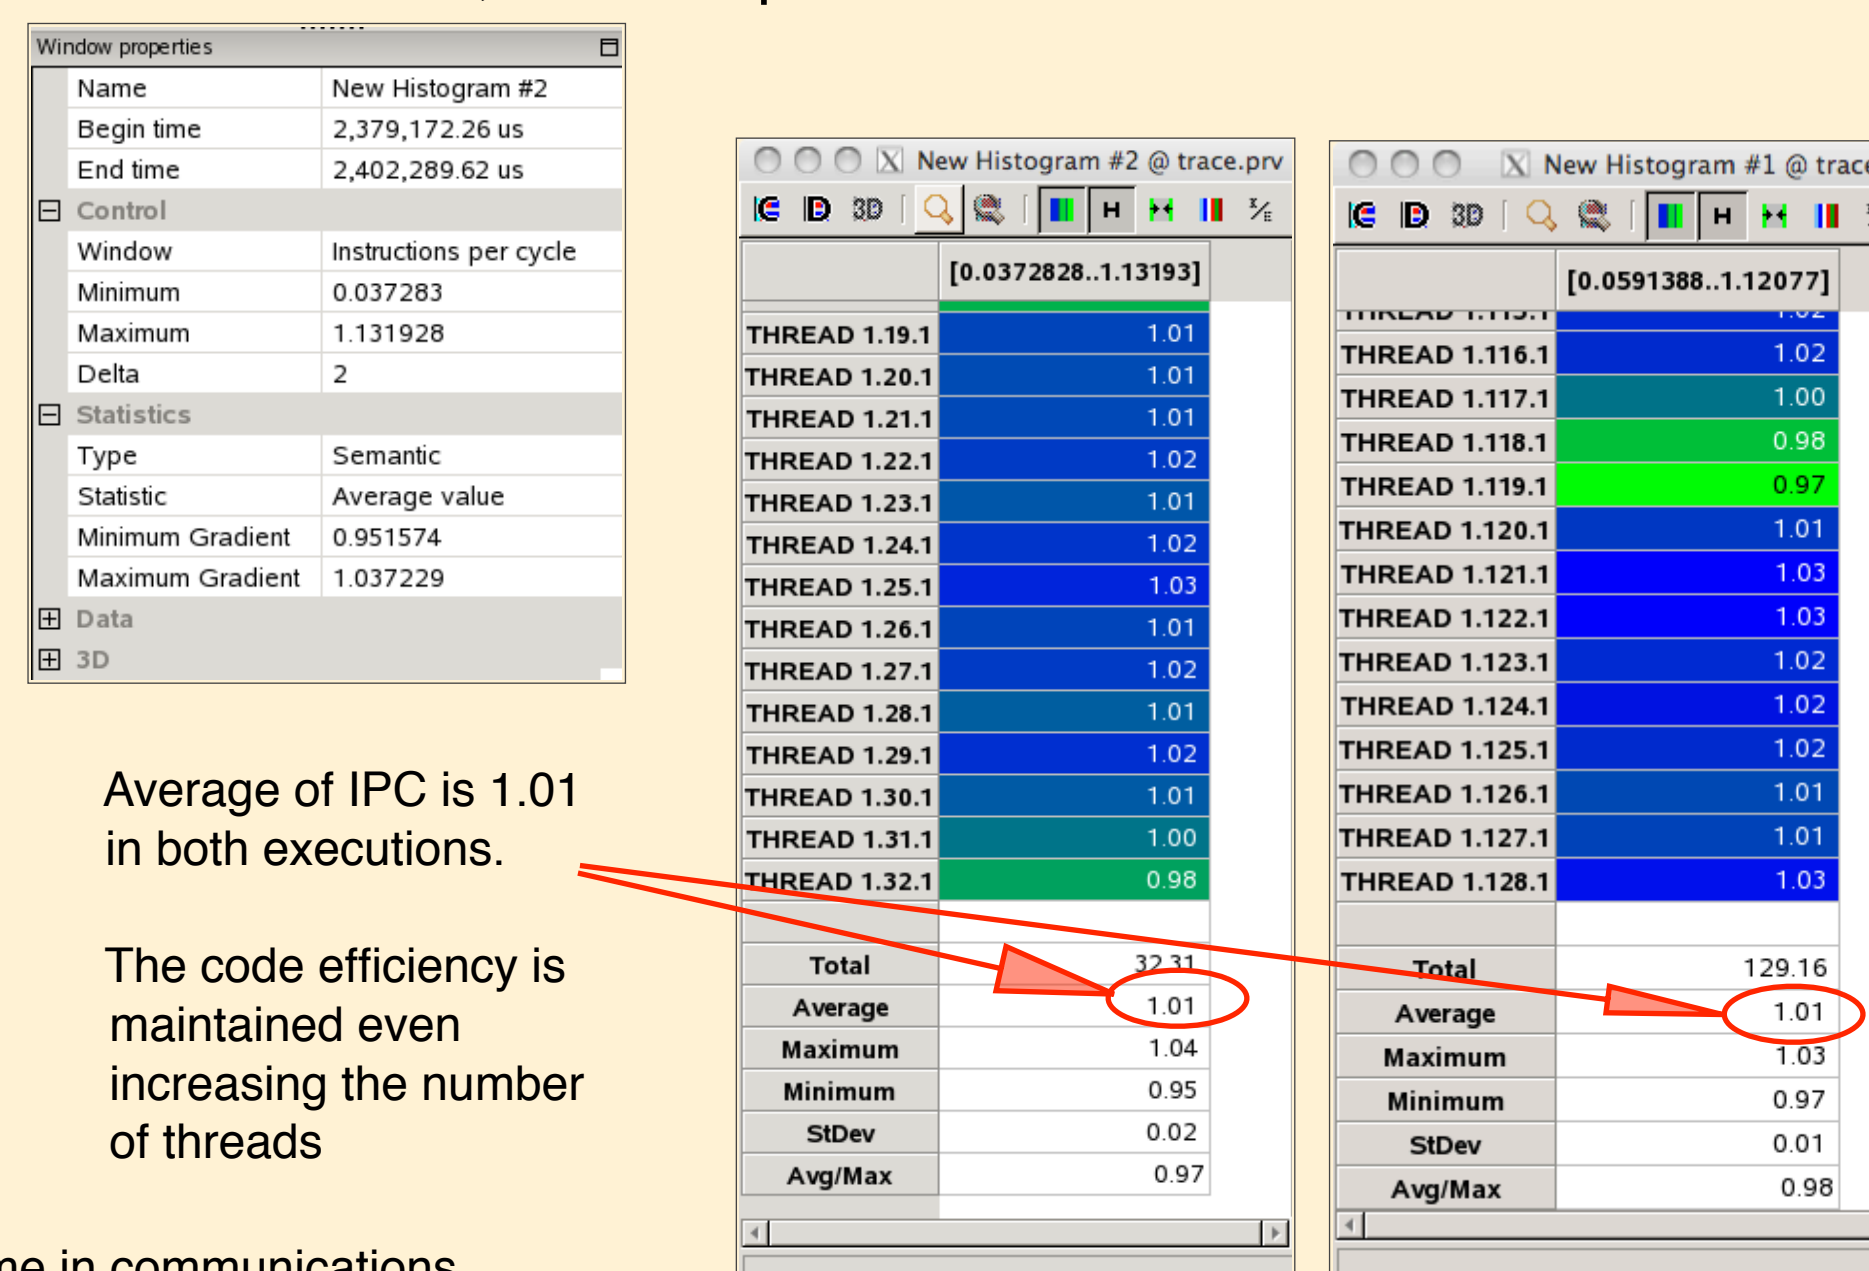 Window properties
Name New Histogram #2
Begin time 2,379,172.26 us
End time 2,402,289.62 us
Control
Window Instructions per cycle
Minimum 0.037283
Maximum 1.131928
Delta 2
Statistics
Type Semantic
Statistic Average value
Minimum Gradient 0.951574
Maximum Gradient 1.037229
Data
3D
Average of IPC is 1.01
in both executions.
The code efficiency is
maintained even
increasing the number
of threads
in communications
New Histogram #2 @ trace.prv
3D
[0.0372828..1.13193]
THREAD 1.19.1 1.01
THREAD 1.20.1 1.01
THREAD 1.21.1 1.01
THREAD 1.22.1 1.02
THREAD 1.23.1 1.01
THREAD 1.24.1 1.02
THREAD 1.25.1 1.03
THREAD 1.26.1 1.01
THREAD 1.27.1 1.02
THREAD 1.28.1 1.01
THREAD 1.29.1 1.02
THREAD 1.30.1 1.01
THREAD 1.31.1 1.00
THREAD 1.32.1 0.98
Total 32.31
Average 1.01
Maximum 1.04
Minimum 0.95
StDev 0.02
Avg/Max 0.97
New Histogram #1 @ trace
3D
[0.0591388..1.12077]
THREAD 1.115.1 1.02
THREAD 1.116.1 1.02
THREAD 1.117.1 1.00
THREAD 1.118.1 0.98
THREAD 1.119.1 0.97
THREAD 1.120.1 1.01
THREAD 1.121.1 1.03
THREAD 1.122.1 1.03
THREAD 1.123.1 1.02
THREAD 1.124.1 1.02
THREAD 1.125.1 1.02
THREAD 1.126.1 1.01
THREAD 1.127.1 1.01
THREAD 1.128.1 1.03
Total 129.16
Average 1.01
Maximum 1.03
Minimum 0.97
StDev 0.01
Avg/Max 0.98